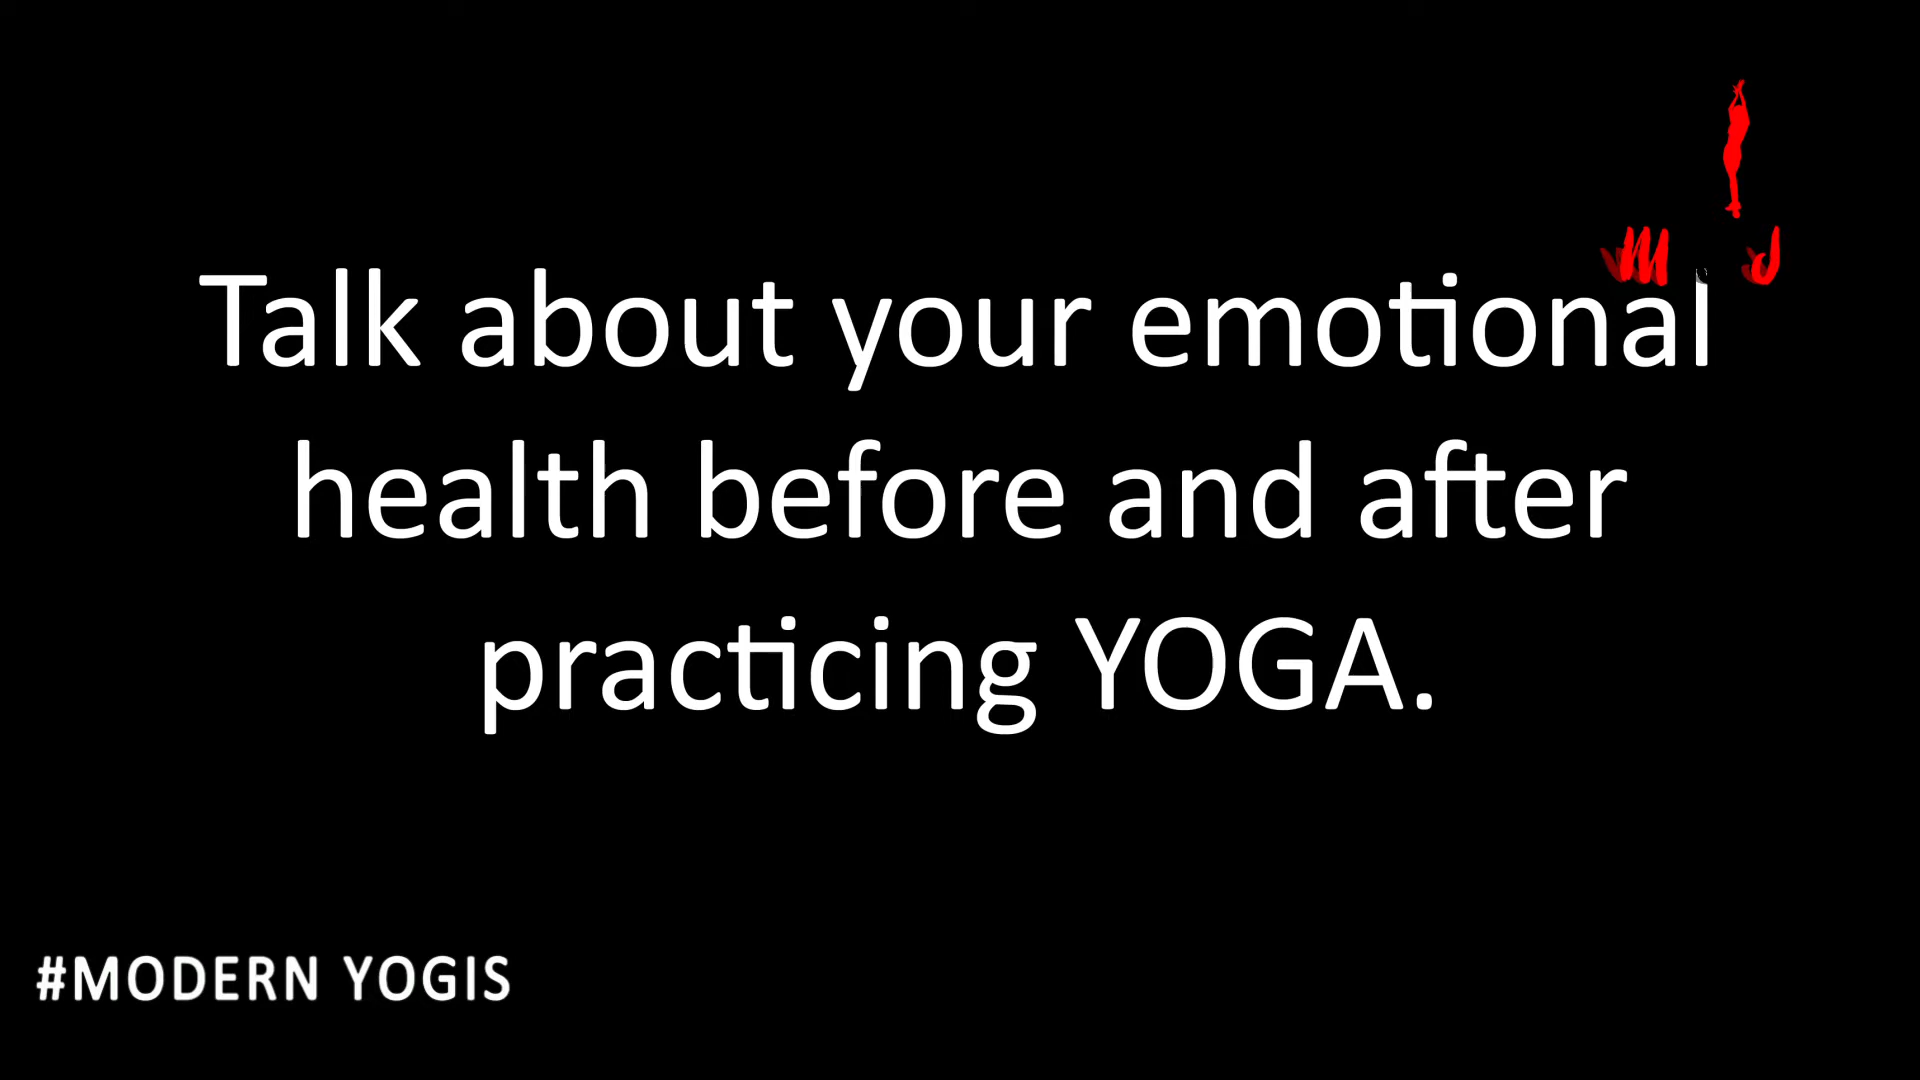 Talk about your emotional
health before and after
practicing YOGA.
#MODERN YOGIS